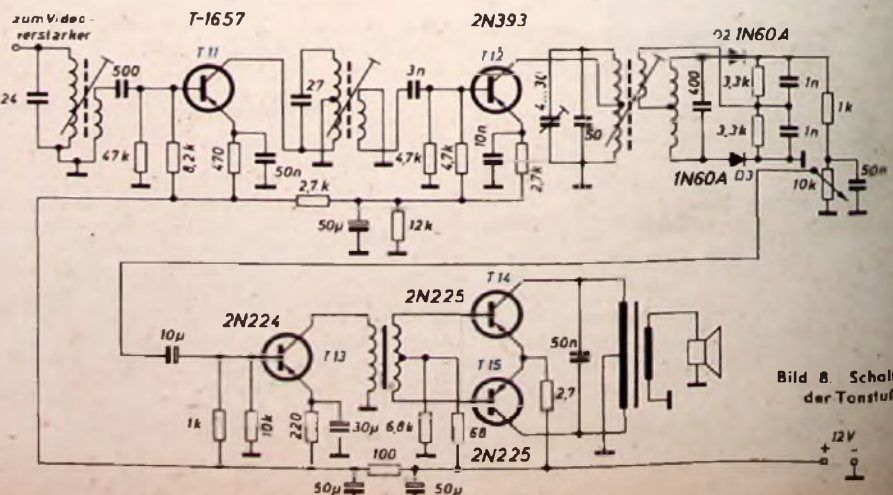 zum Video-
verstärker
T-1657
2N393
D2 1N60A
T11
T12
500
24
27
3n
4...30
50
400
3,3k
3,3k
1n
1n
1k
47k
8,2k
470
50n
4,7k
4,7k
10n
2,7k
1N60A
D3
10k
50n
2,7k
50µ
12k
2N224
2N225
T14
10µ
T13
T15
50n
1k
10k
220
30µ
6,8k
68
2,7
2N225
Bild 8. Schalt
der Tonstuf
12V
+
-
100
50µ
50µ